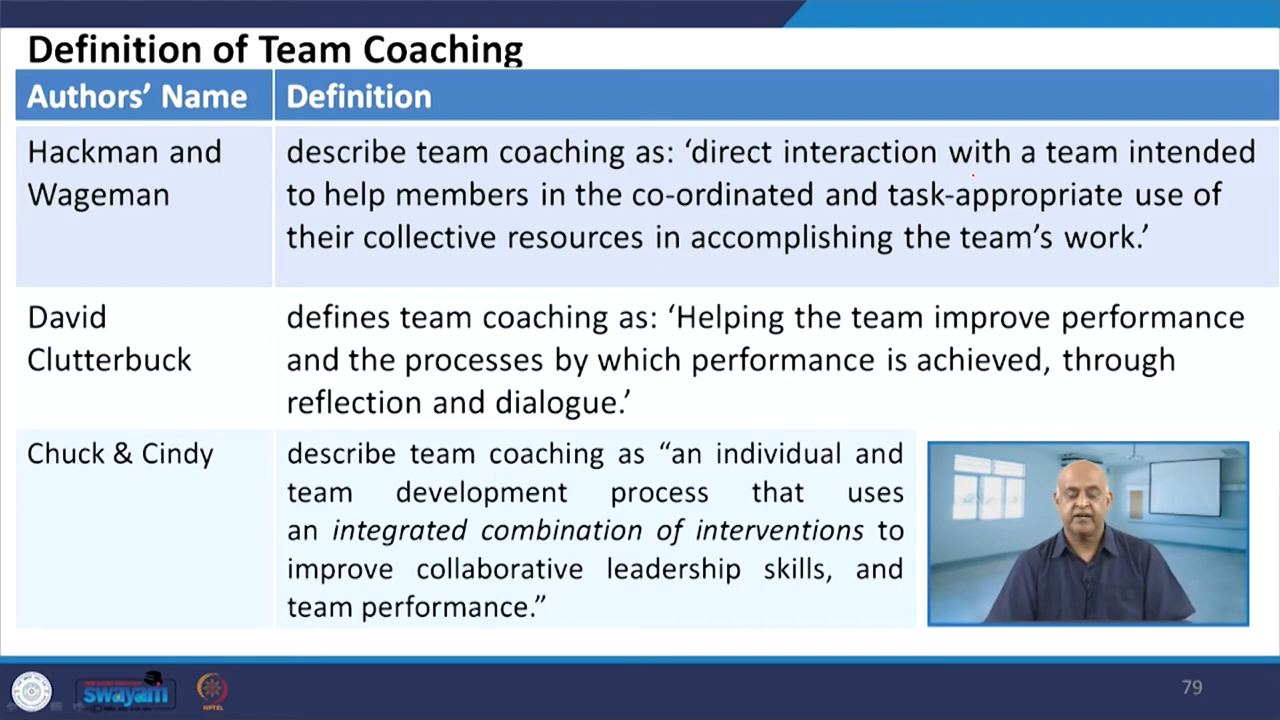 Definition of Team Coaching
Authors’ Name
Definition
Hackman and
Wageman
describe team coaching as: ‘direct interaction with a team intended
to help members in the co-ordinated and task-appropriate use of
their collective resources in accomplishing the team’s work.’
David
Clutterbuck
defines team coaching as: ‘Helping the team improve performance
and the processes by which performance is achieved, through
reflection and dialogue.’
Chuck & Cindy
describe team coaching as “an individual and
team development process that uses
an integrated combination of interventions to
improve collaborative leadership skills, and
team performance.”
swayam
NPTEL
79